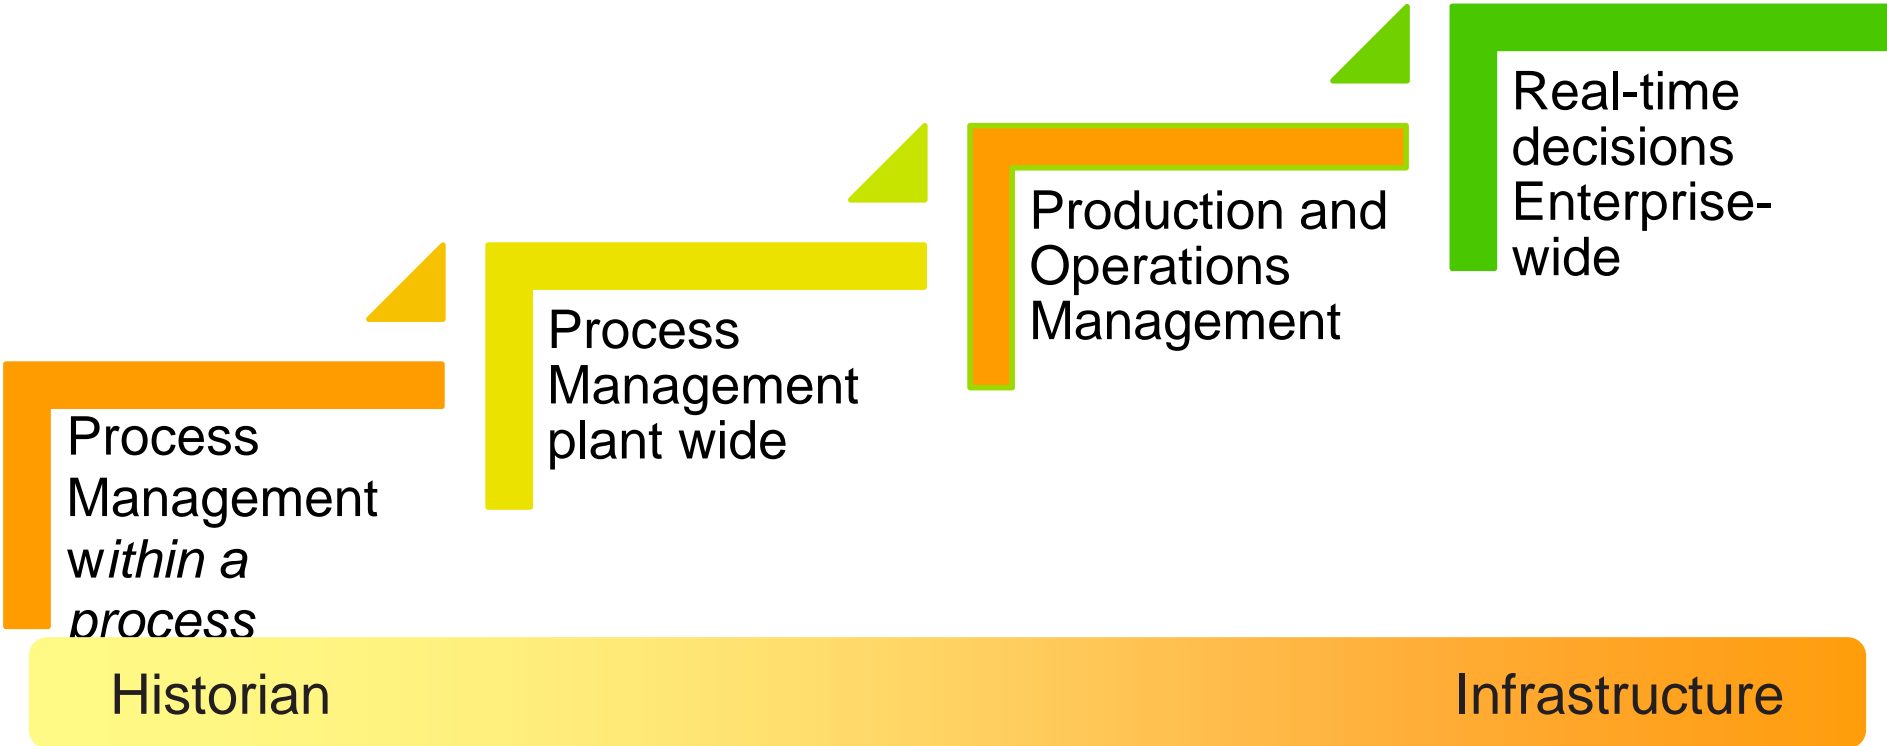 Process
Management
within a
process
Process
Management
plant wide
Production and
Operations
Management
Real-time
decisions
Enterprise-
wide
Historian
Infrastructure